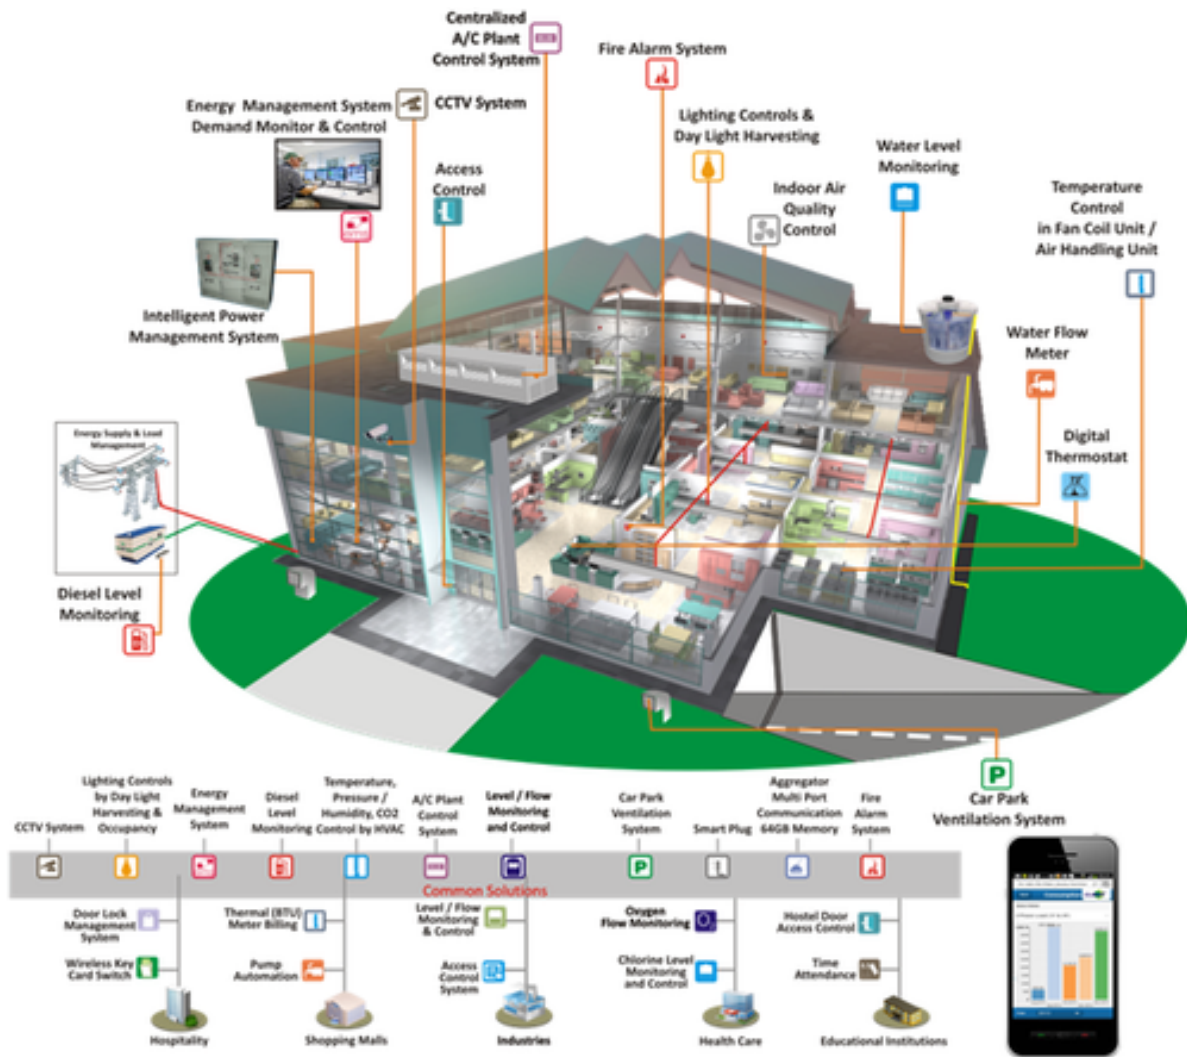 Centralized
A/C Plant
Control System
Fire Alarm System
Energy Management System
Demand Monitor & Control
CCTV System
Lighting Controls &
Day Light Harvesting
Water Level
Monitoring
Access
Control
Indoor Air
Quality
Control
Temperature
Control
in Fan Coil Unit /
Air Handling Unit
Intelligent Power
Management System
Water Flow
Meter
Energy Supply & Load
Management
Digital
Thermostat
Diesel Level
Monitoring
P
Car Park
Ventilation System
CCTV System
Lighting Controls
by Day Light
Harvesting &
Occupancy
Energy
Management
System
Diesel
Level
Monitoring
Temperature,
Pressure /
Humidity, CO2
Control by HVAC
A/C Plant
Control
System
Level / Flow
Monitoring
and Control
Car Park
Ventilation
System
Smart Plug
Aggregator
Multi Port
Communication
64GB Memory
Fire
Alarm
System
P
Common Solutions
Door Lock
Management
System
Wireless Key
Card Switch
Hospitality
Thermal (BTU)
Meter Billing
Pump
Automation
Shopping Malls
Level / Flow
Monitoring
& Control
Access
Control
System
Industries
Oxygen
Flow Monitoring
Chlorine Level
Monitoring
and Control
Health Care
Hostel Door
Access Control
Time
Attendance
Educational Institutions